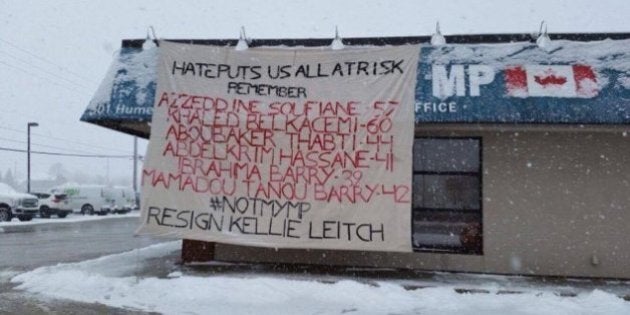 HATE PUTS US ALL AT RISK
REMEMBER
AZZEDDINE SOUFIANE-57
KHALED BELKACEMI-60
ABOUBAKER THABTI-44
ABDELKRIM HASSANE-41
IBRAHIMA BARRY-39
MAMADOU TANOU BARRY-42
#NOTMYMP
RESIGN KELLIE LEITCH
MP
OFFICE